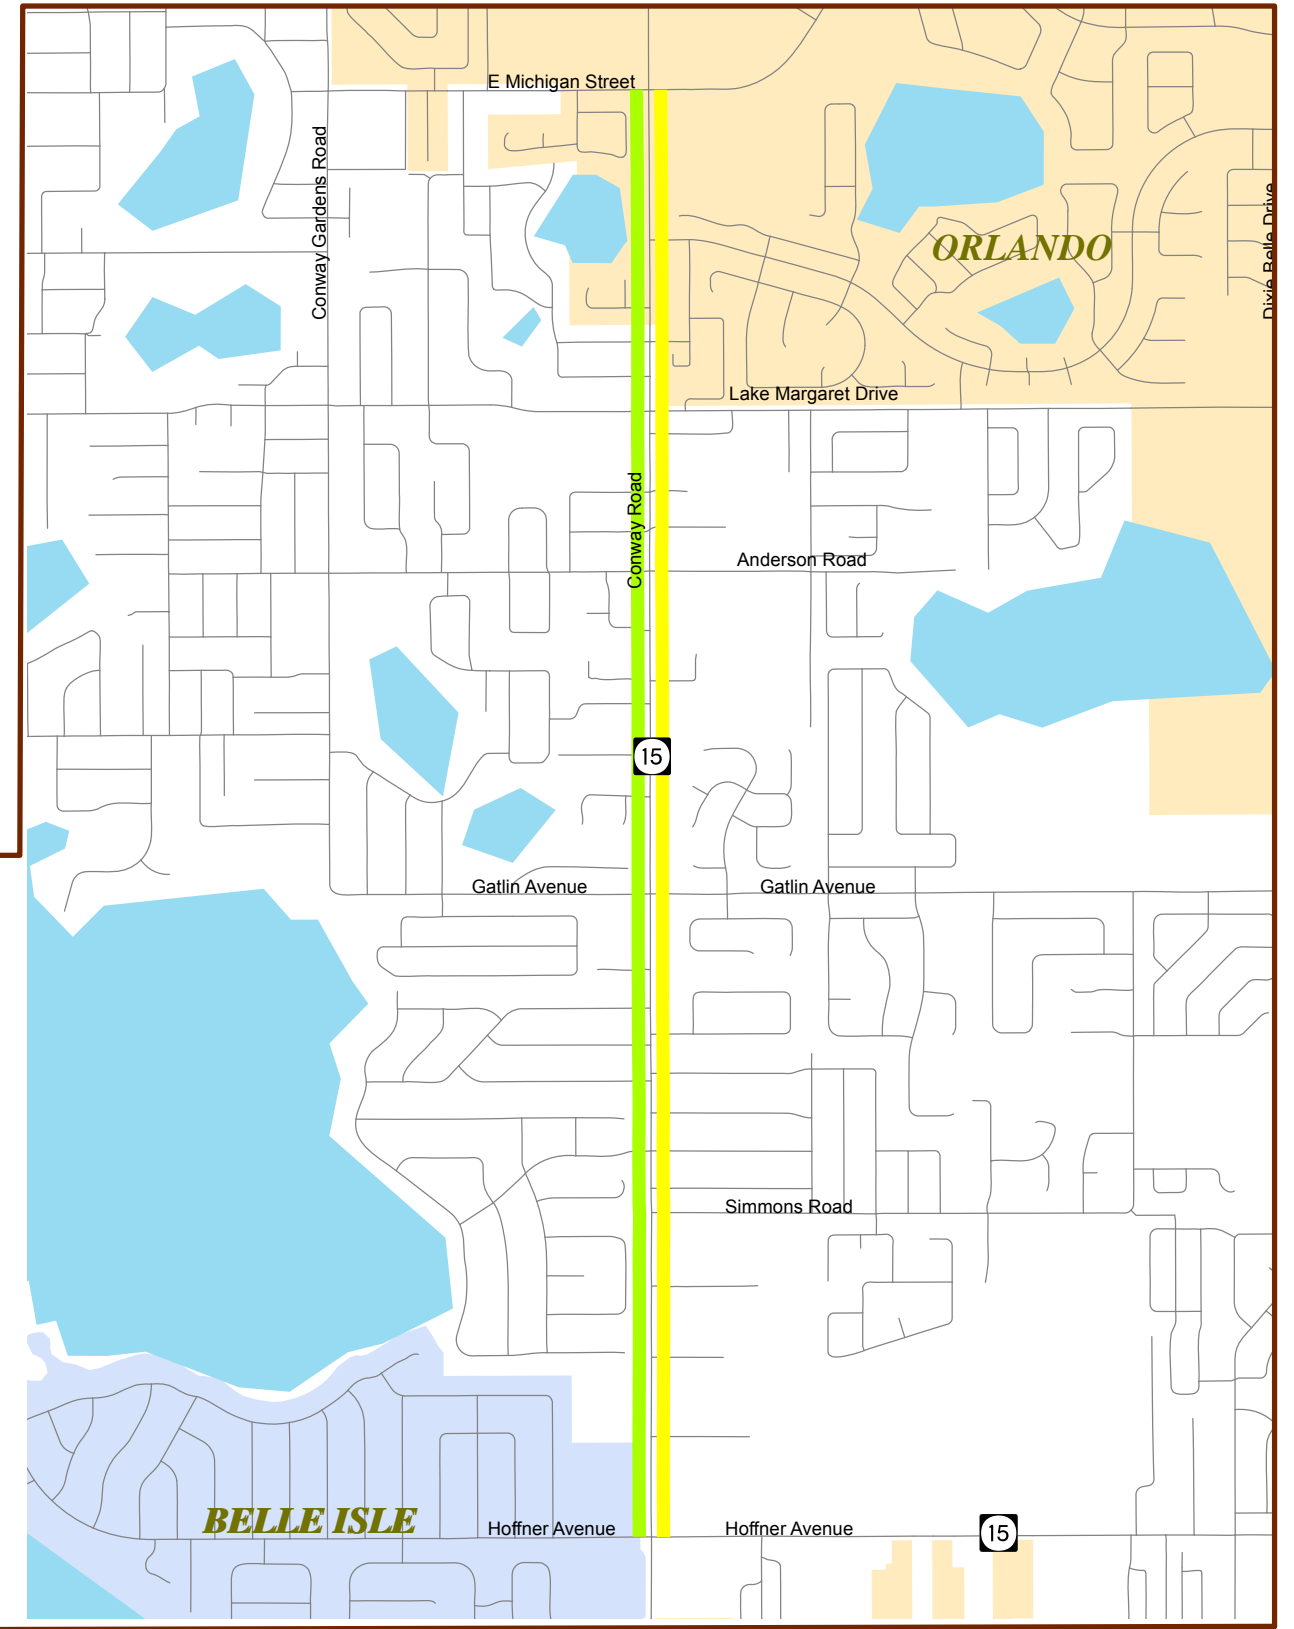 E Michigan Street
Conway Gardens Road
Dixie Belle Drive
ORLANDO
Lake Margaret Drive
Conway Road
Anderson Road
15
Gatlin Avenue
Gatlin Avenue
Simmons Road
BELLE ISLE
Hoffner Avenue
Hoffner Avenue
15